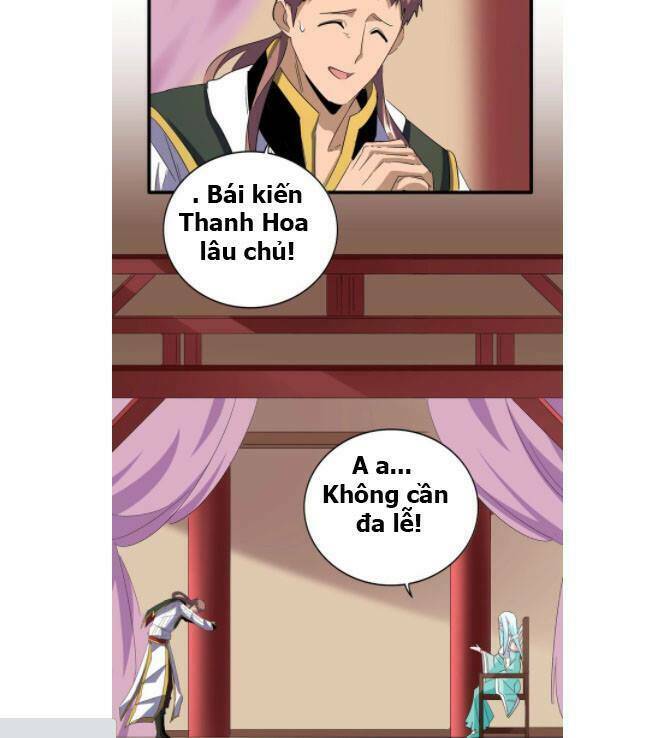 . Bái kiến
Thanh Hoa
lâu chủ!
A a...
Không cần
đa lễ!